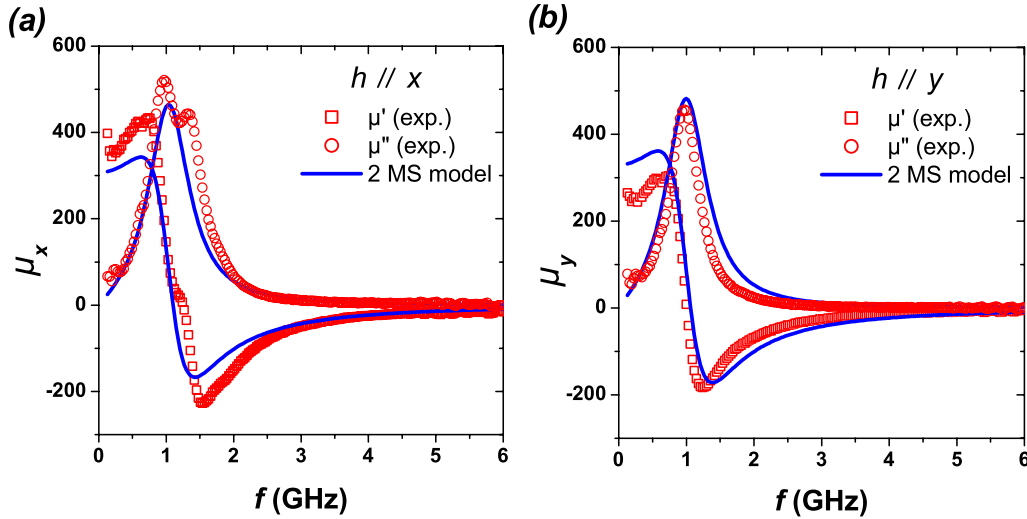 (a)
600
400
200
0
-200
0 1 2 3 4 5 6
μx
f (GHz)
h // x
μ' (exp.)
μ" (exp.)
2 MS model
(b)
600
400
200
0
-200
0 1 2 3 4 5 6
μy
f (GHz)
h // y
μ' (exp.)
μ" (exp.)
2 MS model